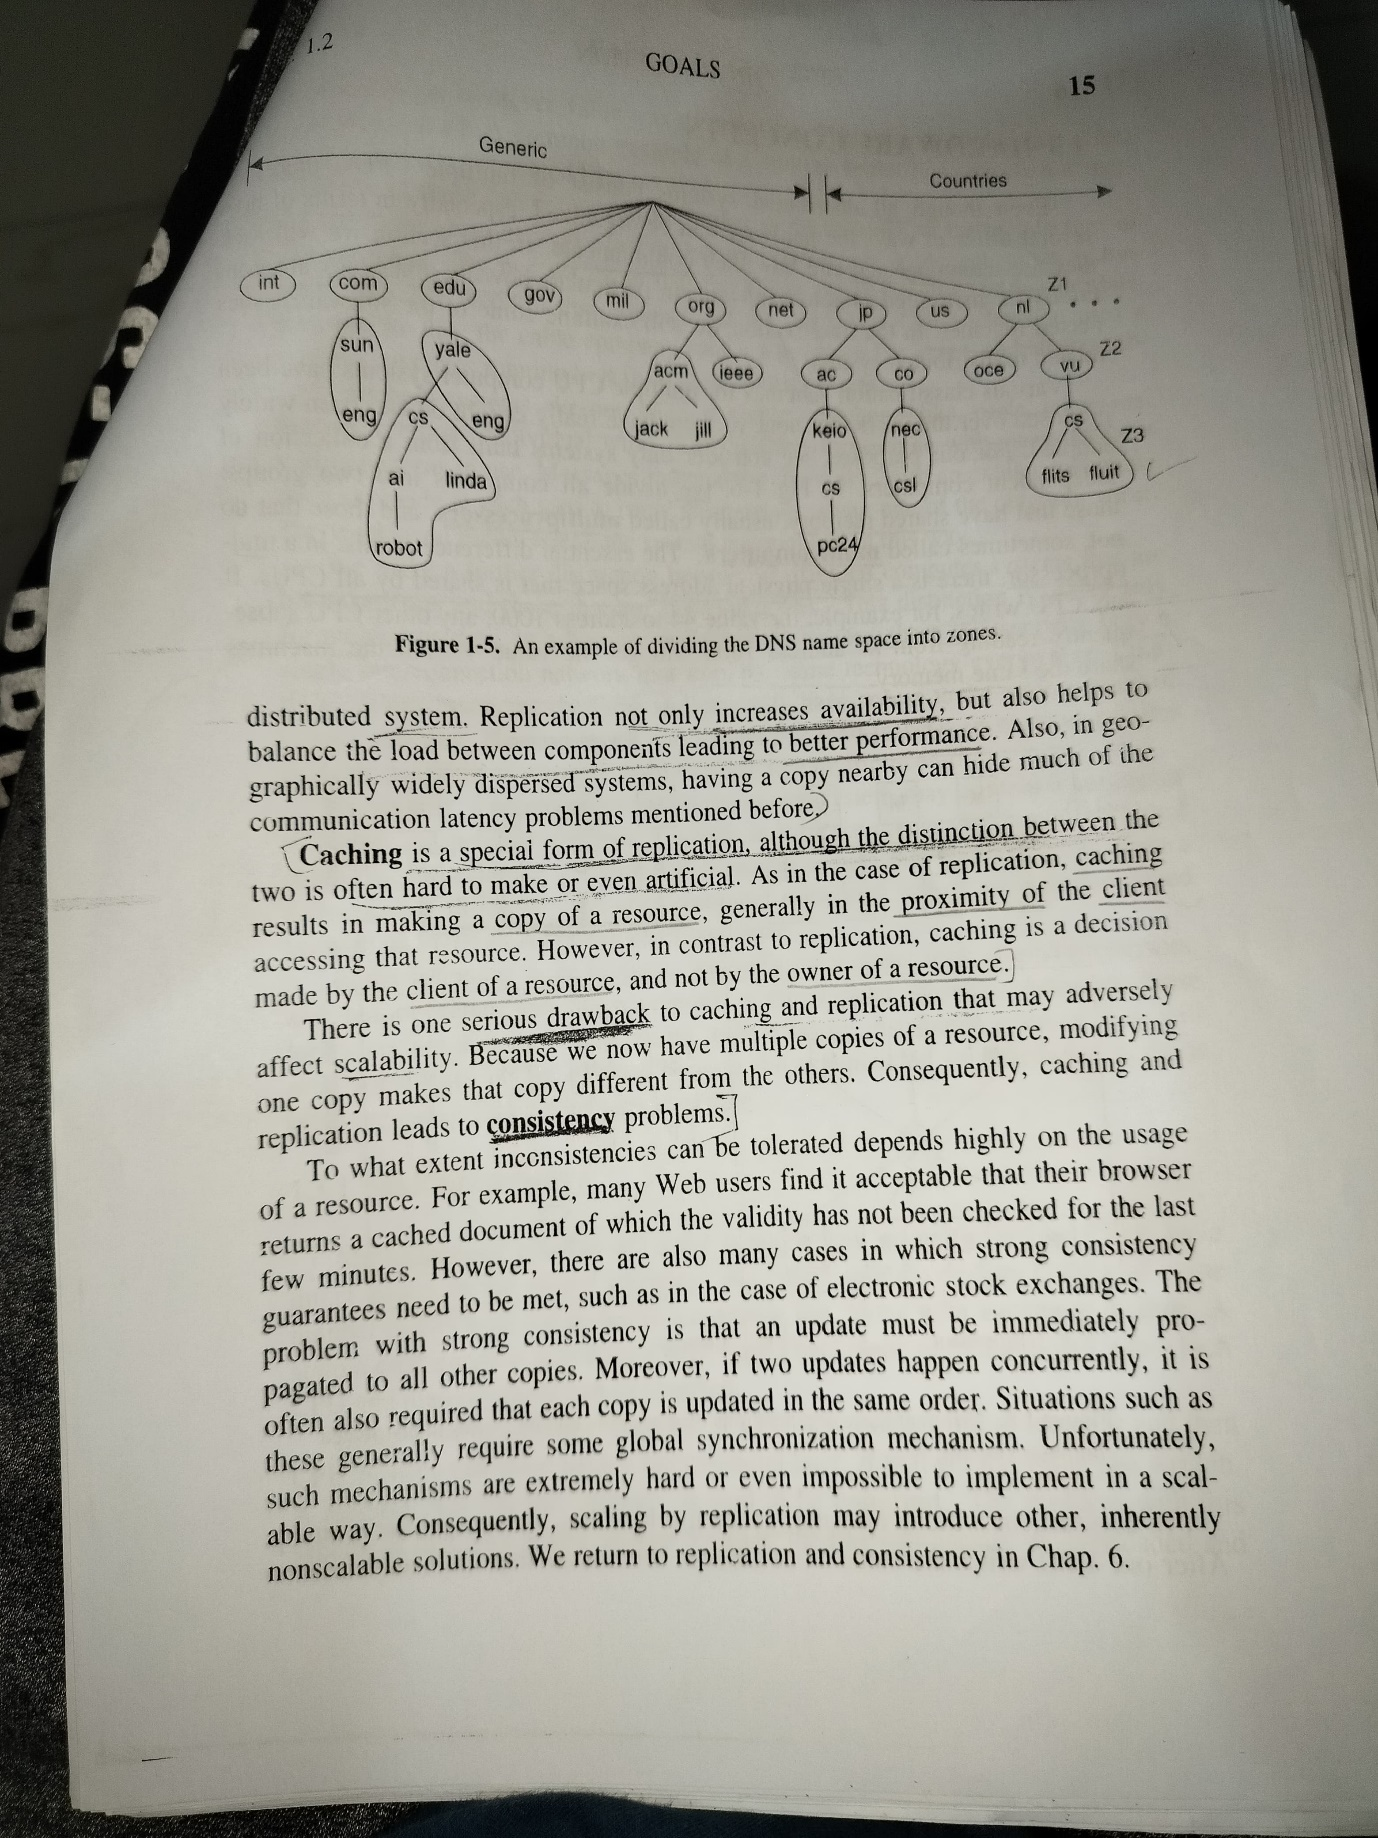 1.2
GOALS
15
Generic
Countries
int com edu gov mil org net jp us nl Z1 . . .
sun yale acm ieee ac co oce vu Z2
eng cs eng jack jill keio nec cs Z3
ai linda cs csl flits fluit
robot pc24
Figure 1-5. An example of dividing the DNS name space into zones.
distributed system. Replication not only increases availability, but also helps to
balance the load between components leading to better performance. Also, in geo-
graphically widely dispersed systems, having a copy nearby can hide much of the
communication latency problems mentioned before.
Caching is a special form of replication, although the distinction between the
two is often hard to make or even artificial. As in the case of replication, caching
results in making a copy of a resource, generally in the proximity of the client
accessing that resource. However, in contrast to replication, caching is a decision
made by the client of a resource, and not by the owner of a resource.
There is one serious drawback to caching and replication that may adversely
affect scalability. Because we now have multiple copies of a resource, modifying
one copy makes that copy different from the others. Consequently, caching and
replication leads to consistency problems.
To what extent inconsistencies can be tolerated depends highly on the usage
of a resource. For example, many Web users find it acceptable that their browser
returns a cached document of which the validity has not been checked for the last
few minutes. However, there are also many cases in which strong consistency
guarantees need to be met, such as in the case of electronic stock exchanges. The
problem with strong consistency is that an update must be immediately pro-
pagated to all other copies. Moreover, if two updates happen concurrently, it is
often also required that each copy is updated in the same order. Situations such as
these generally require some global synchronization mechanism. Unfortunately,
such mechanisms are extremely hard or even impossible to implement in a scal-
able way. Consequently, scaling by replication may introduce other, inherently
nonscalable solutions. We return to replication and consistency in Chap. 6.